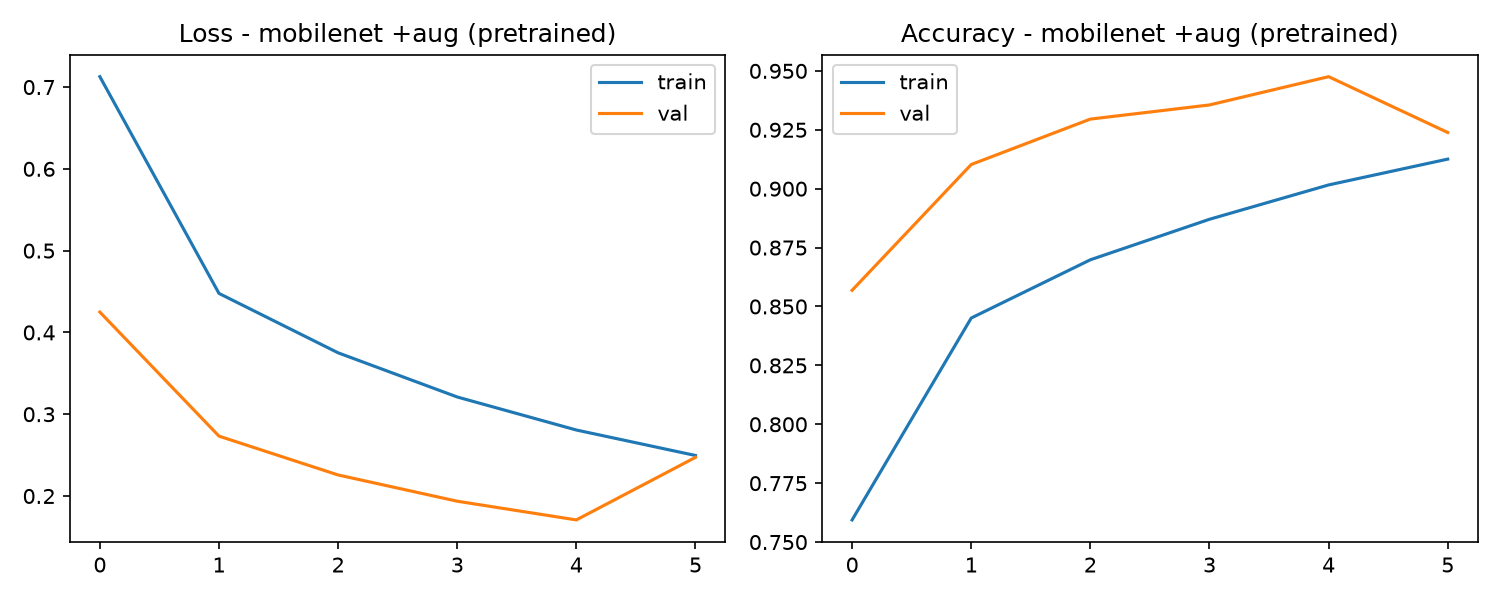 Loss - mobilenet +aug (pretrained)
0.7
0.6
0.5
0.4
0.3
0.2
0 1 2 3 4 5
train
val
Accuracy - mobilenet +aug (pretrained)
0.950
0.925
0.900
0.875
0.850
0.825
0.800
0.775
0.750
0 1 2 3 4 5
train
val